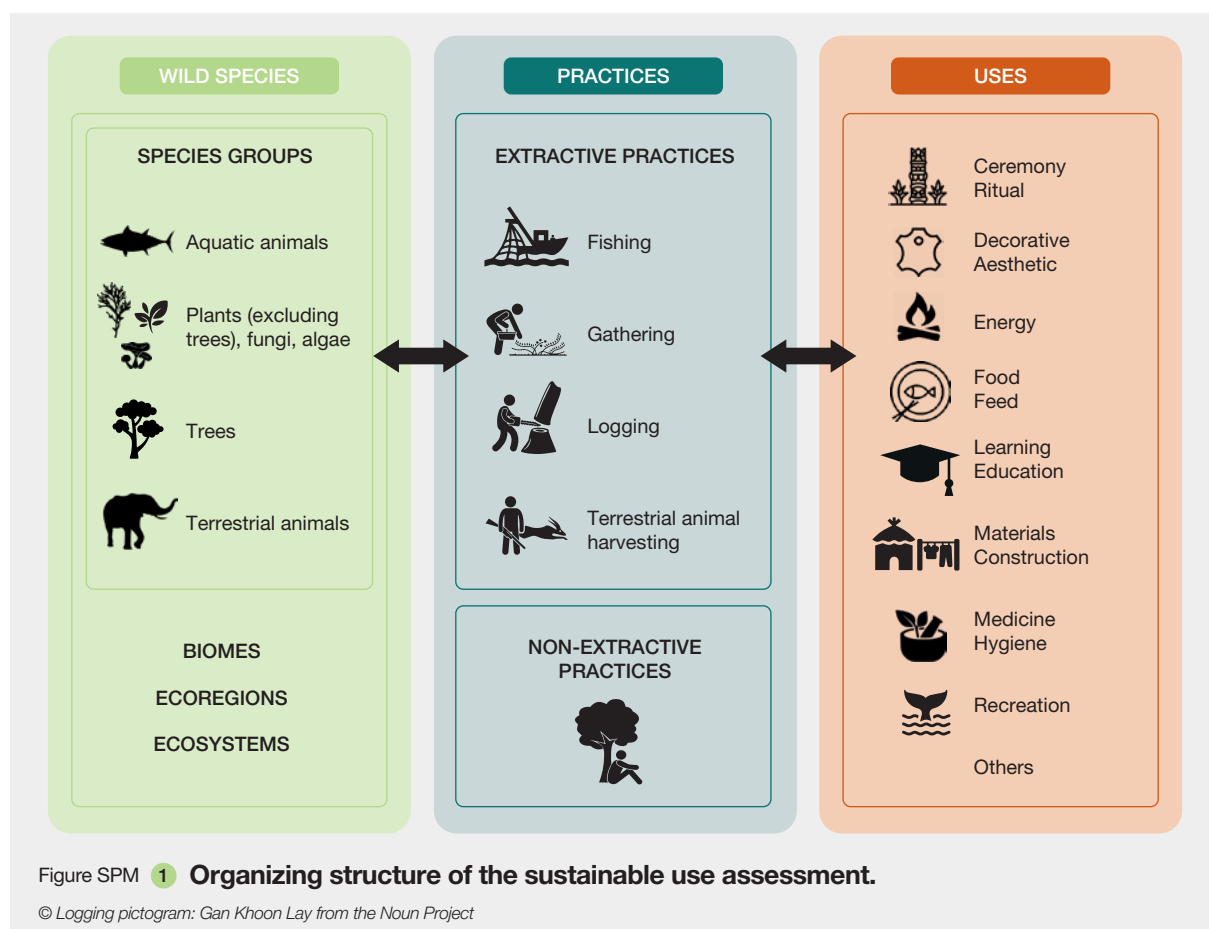 WILD SPECIES
SPECIES GROUPS
Aquatic animals
Plants (excluding
trees), fungi, algae
Trees
Terrestrial animals
BIOMES
ECOREGIONS
ECOSYSTEMS
PRACTICES
EXTRACTIVE PRACTICES
Fishing
Gathering
Logging
Terrestrial animal
harvesting
NON-EXTRACTIVE
PRACTICES
USES
Ceremony
Ritual
Decorative
Aesthetic
Energy
Food
Feed
Learning
Education
Materials
Construction
Medicine
Hygiene
Recreation
Others
Figure SPM 1 Organizing structure of the sustainable use assessment.
© Logging pictogram: Gan Khoon Lay from the Noun Project